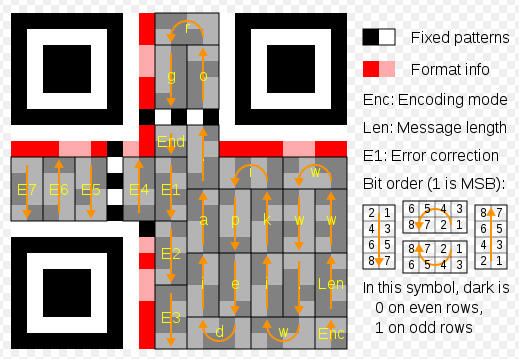 r
g o
End .
E7 E6 E5 E4 E1
i w
a p k w w
E2
i e i . Len
E3
d w Enc
Fixed patterns
Format info
Enc: Encoding mode
Len: Message length
E1: Error correction
Bit order (1 is MSB):
2 1
4 3
6 5
8 7
6 5 4 3
8 7 2 1
8 7 2 1
6 5 4 3
8 7
6 5
4 3
2 1
In this symbol, dark is
0 on even rows,
1 on odd rows